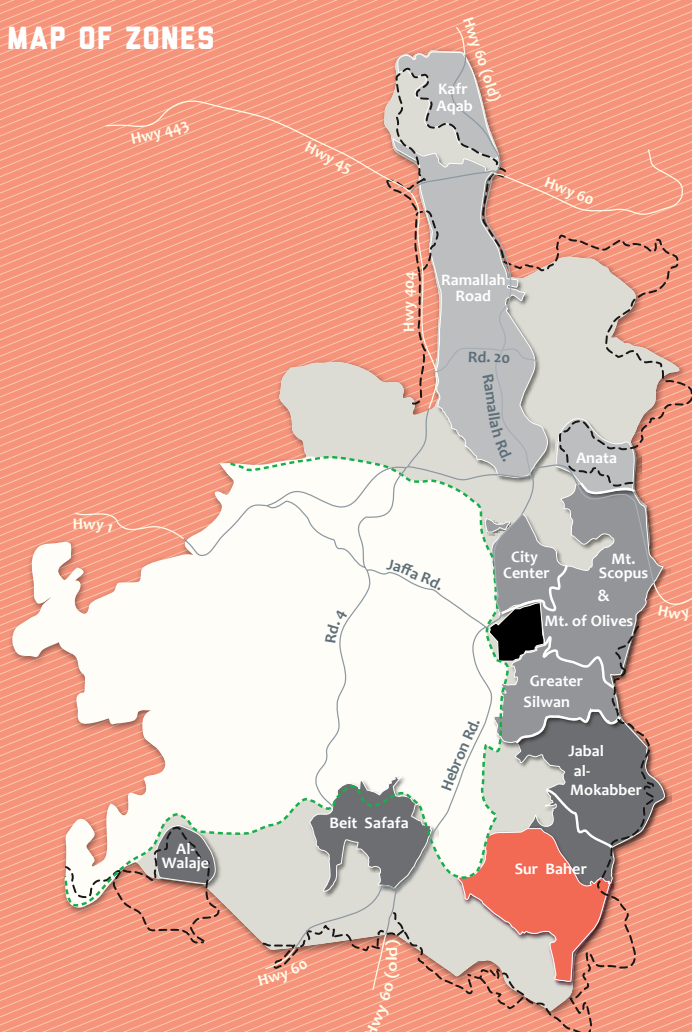 MAP OF ZONES
Hwy 60 (old)
Kafr
Aqab
Hwy 443
Hwy 45
Hwy 60
Ramallah
Road
Hwy 404
Rd. 20
Ramallah Rd.
Anata
Hwy 1
City
Center
Mt.
Scopus
&
Mt. of Olives
Jaffa Rd.
Hwy
Rd. 4
Greater
Silwan
Hebron Rd.
Jabal
al-
Mokabber
Beit Safafa
Al-
Walaje
Sur Baher
Hwy 60
Hwy 60 (old)